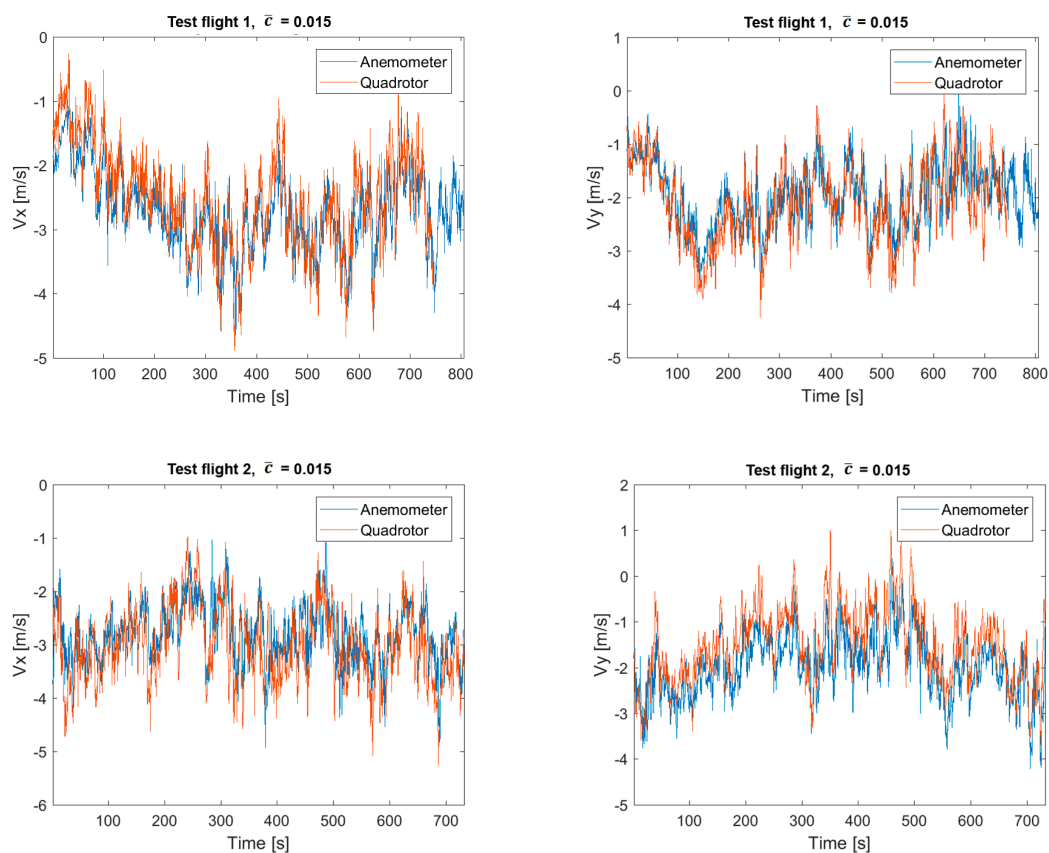 Test flight 1, c̅ = 0.015
Vx [m/s]
0
-1
-2
-3
-4
-5
Anemometer
Quadrotor
100 200 300 400 500 600 700 800
Time [s]
Test flight 1, c̅ = 0.015
Vy [m/s]
1
0
-1
-2
-3
-4
-5
Anemometer
Quadrotor
100 200 300 400 500 600 700 800
Time [s]
Test flight 2, c̅ = 0.015
Vx [m/s]
0
-1
-2
-3
-4
-5
-6
Anemometer
Quadrotor
100 200 300 400 500 600 700
Time [s]
Test flight 2, c̅ = 0.015
Vy [m/s]
2
1
0
-1
-2
-3
-4
-5
Anemometer
Quadrotor
100 200 300 400 500 600 700
Time [s]